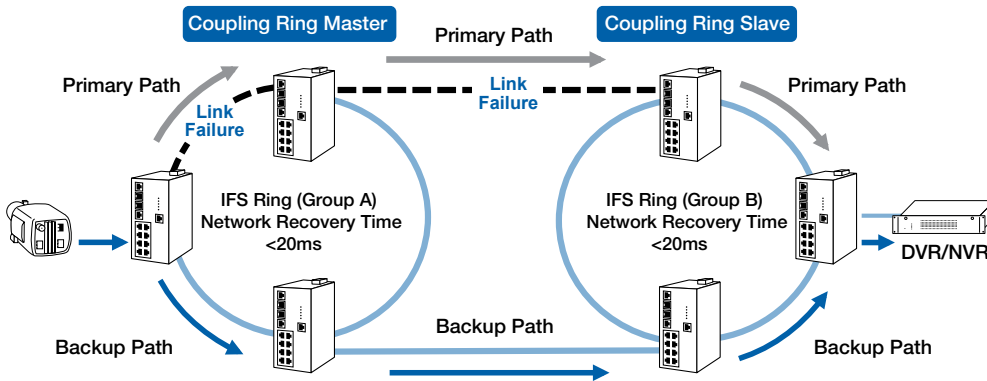 Coupling Ring Master
Primary Path
Coupling Ring Slave
Primary Path
Primary Path
Link
Failure
Link
Failure
IFS Ring (Group A)
Network Recovery Time
<20ms
IFS Ring (Group B)
Network Recovery Time
<20ms
DVR/NVR
Backup Path
Backup Path
Backup Path